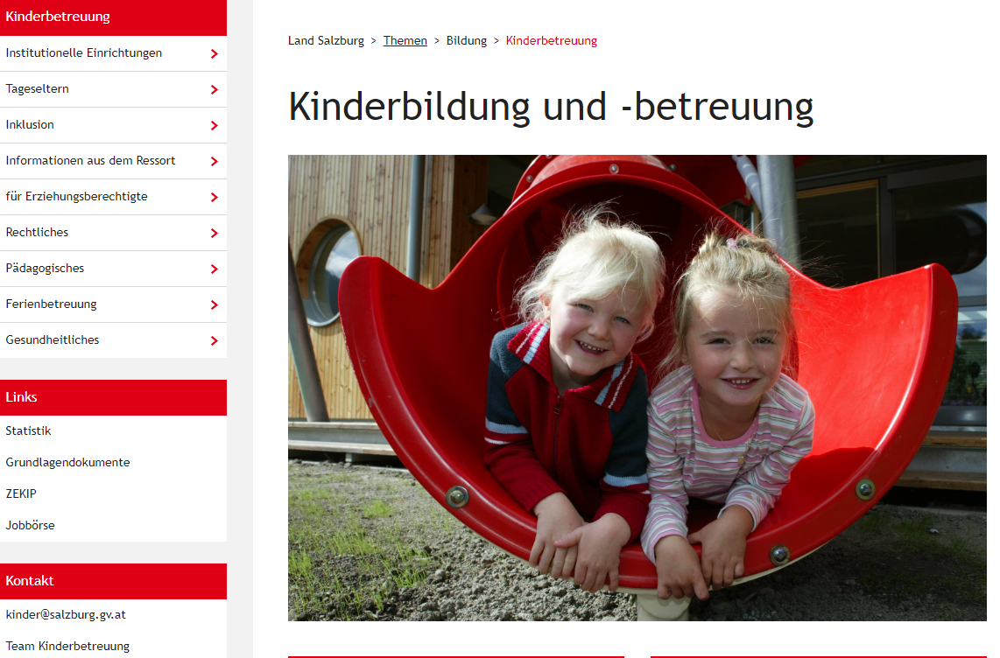 Kinderbetreuung
Institutionelle Einrichtungen
Tageseltern
Inklusion
Informationen aus dem Ressort
für Erziehungsberechtigte
Rechtliches
Pädagogisches
Ferienbetreuung
Gesundheitliches
Links
Statistik
Grundlagendokumente
ZEKIP
Jobbörse
Kontakt
kinder@salzburg.gv.at
Team Kinderbetreuung
Land Salzburg > Themen > Bildung > Kinderbetreuung
Kinderbildung und -betreuung